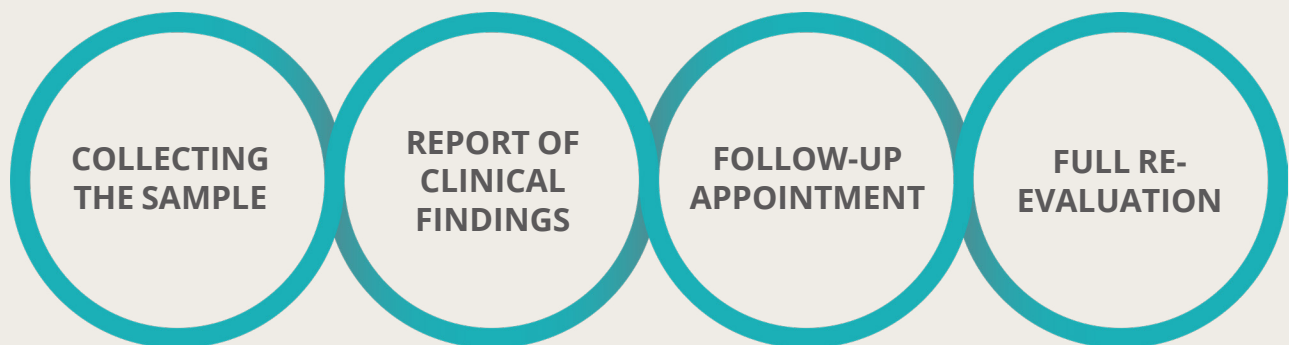 COLLECTING
THE SAMPLE
REPORT OF
CLINICAL
FINDINGS
FOLLOW-UP
APPOINTMENT
FULL RE-
EVALUATION